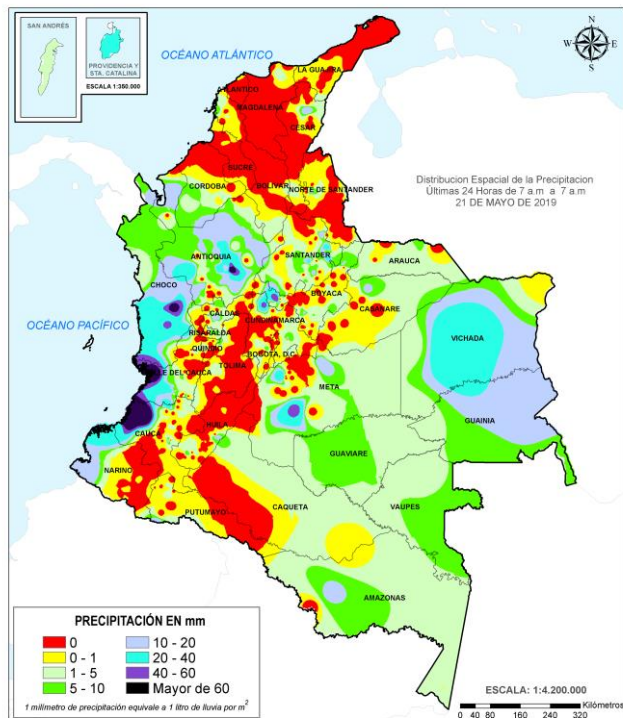 SAN ANDRÉS
PROVIDENCIA Y
STA. CATALINA
ESCALA 1:350.000
OCÉANO ATLÁNTICO
N
W
E
S
LA GUAJIRA
ATLANTICO
MAGDALENA
CESAR
SUCRE
CORDOBA
BOLIVAR
NORTE DE SANTANDER
Distribucion Espacial de la Precipitacion
Últimas 24 Horas de 7 a.m a 7 a.m
21 DE MAYO DE 2019
ANTIOQUIA
SANTANDER
ARAUCA
CHOCO
BOYACA
CASANARE
OCÉANO PACÍFICO
CALDAS
CUNDINAMARCA
RISARALDA
VICHADA
QUINDIO
BOGOTA, D.C.
TOLIMA
VALLE DEL CAUCA
META
GUAINIA
CAUCA
HUILA
GUAVIARE
NARIÑO
VAUPES
PUTUMAYO
CAQUETA
AMAZONAS
PRECIPITACIÓN EN mm
0
10 - 20
0 - 1
20 - 40
1 - 5
40 - 60
5 - 10
Mayor de 60
1 milímetro de precipitación equivale a 1 litro de lluvia por m²
ESCALA: 1:4.200.000
Kilómetros
0 40 80 160 240 320